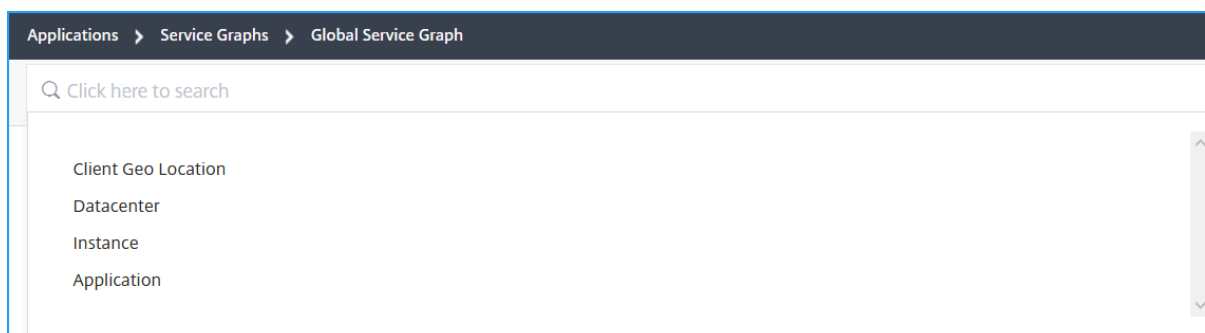 Applications > Service Graphs > Global Service Graph
Click here to search
Client Geo Location
Datacenter
Instance
Application